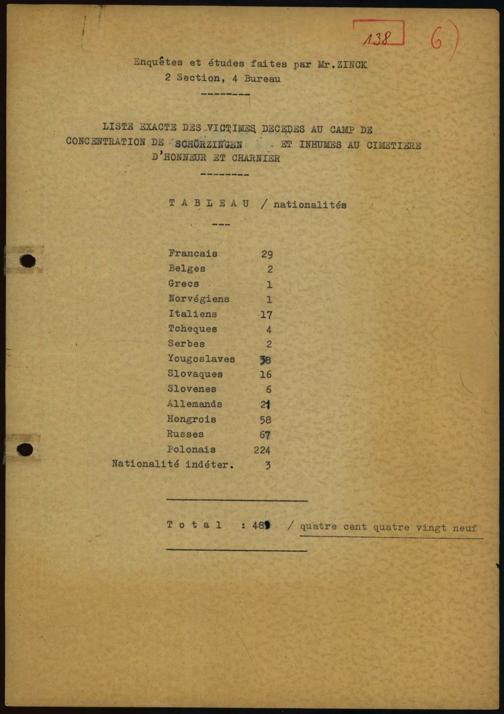 138 6)
Enquêtes et études faites par Mr.ZINCK
2 Section, 4 Bureau
--------
LISTE EXACTE DES VICTIMES DECEDES AU CAMP DE
CONCENTRATION DE SCHÖRZINGEN ET INHUMES AU CIMETIERE
D'HONNEUR ET CHARNIER
--------
T A B L E A U / nationalités
---
Francais 29
Belges 2
Grecs 1
Norvégiens 1
Italiens 17
Tcheques 4
Serbes 2
Yougoslaves 38
Slovaques 16
Slovenes 6
Allemands 21
Hongrois 58
Russes 67
Polonais 224
Nationalité indéter. 3
T o t a l : 489 / quatre cent quatre vingt neuf